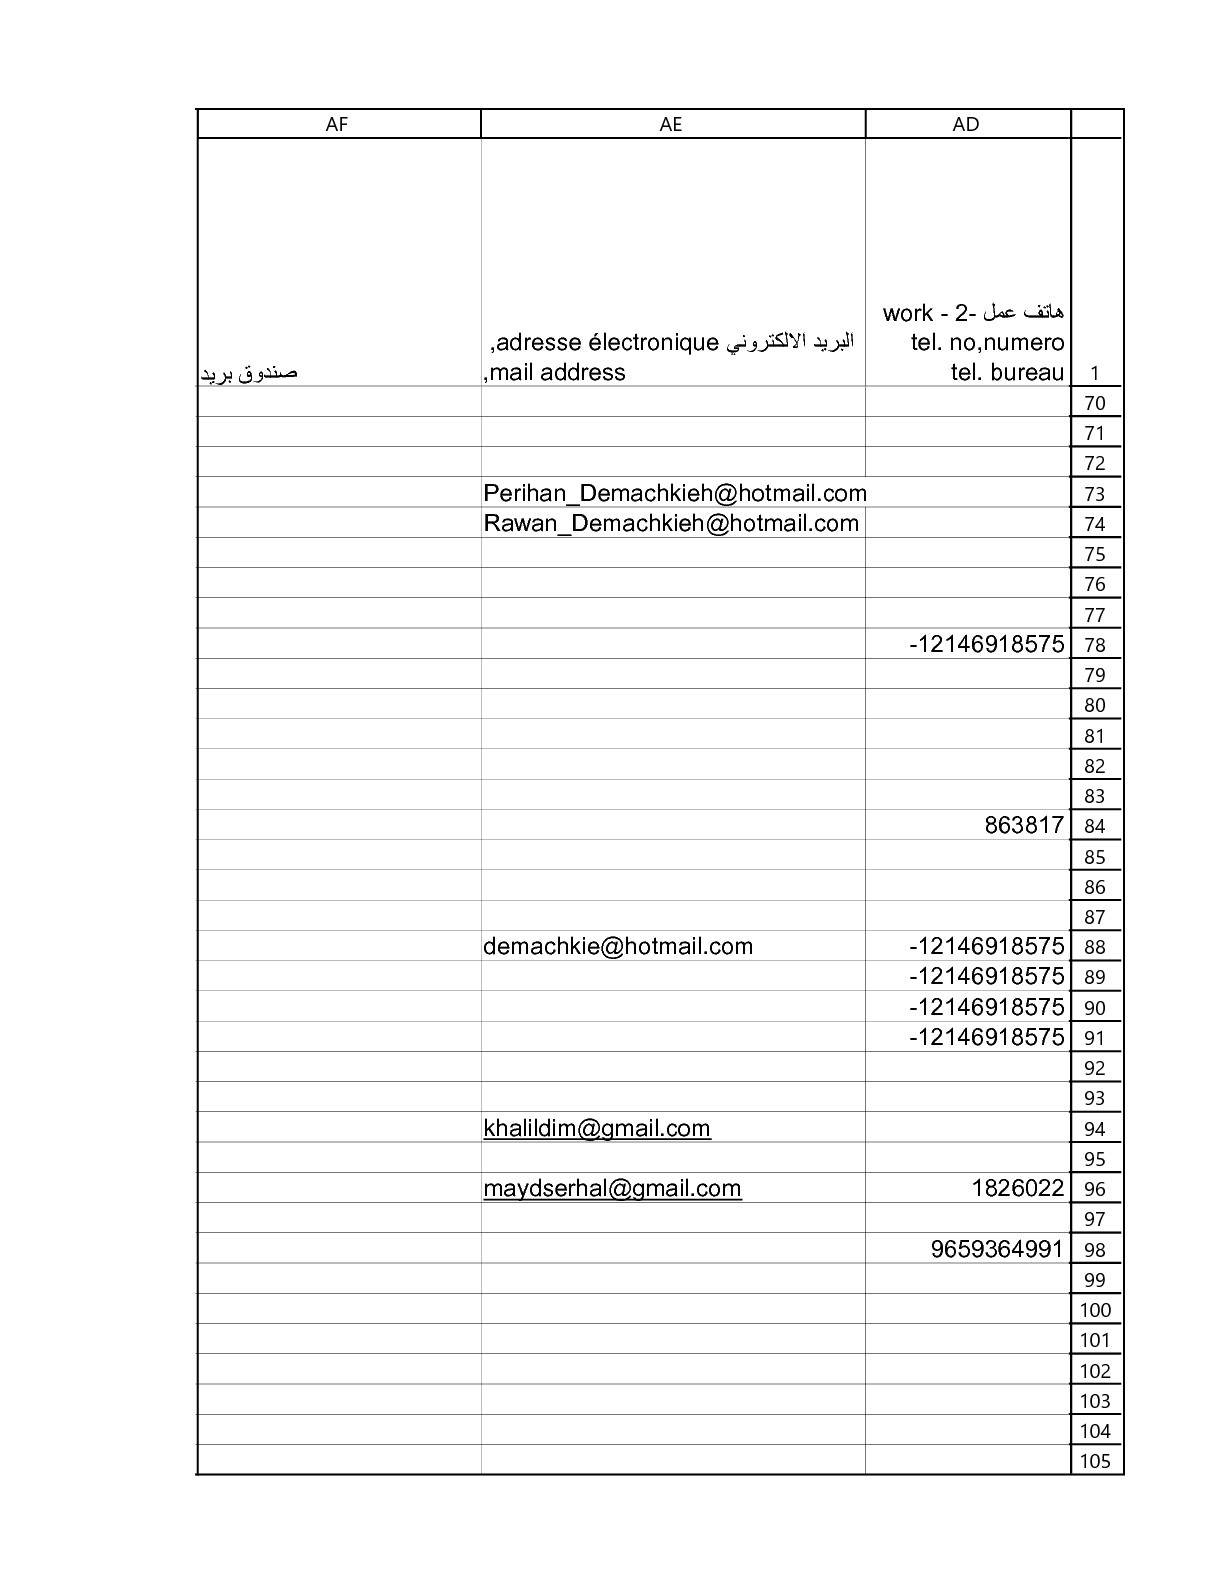 AD AE AF
هاتف عمل -2 - work
tel. no,numero
tel. bureau
البريد الالكتروني adresse électronique,
mail address,
صندوق بريد
1
70
71
72
73 Perihan_Demachkieh@hotmail.com
74 Rawan_Demachkieh@hotmail.com
75
76
77
78 -12146918575
79
80
81
82
83
84 863817
85
86
87
88 -12146918575 demachkie@hotmail.com
89 -12146918575
90 -12146918575
91 -12146918575
92
93
94 khalildim@gmail.com
95
96 1826022 maydserhal@gmail.com
97
98 9659364991
99
100
101
102
103
104
105